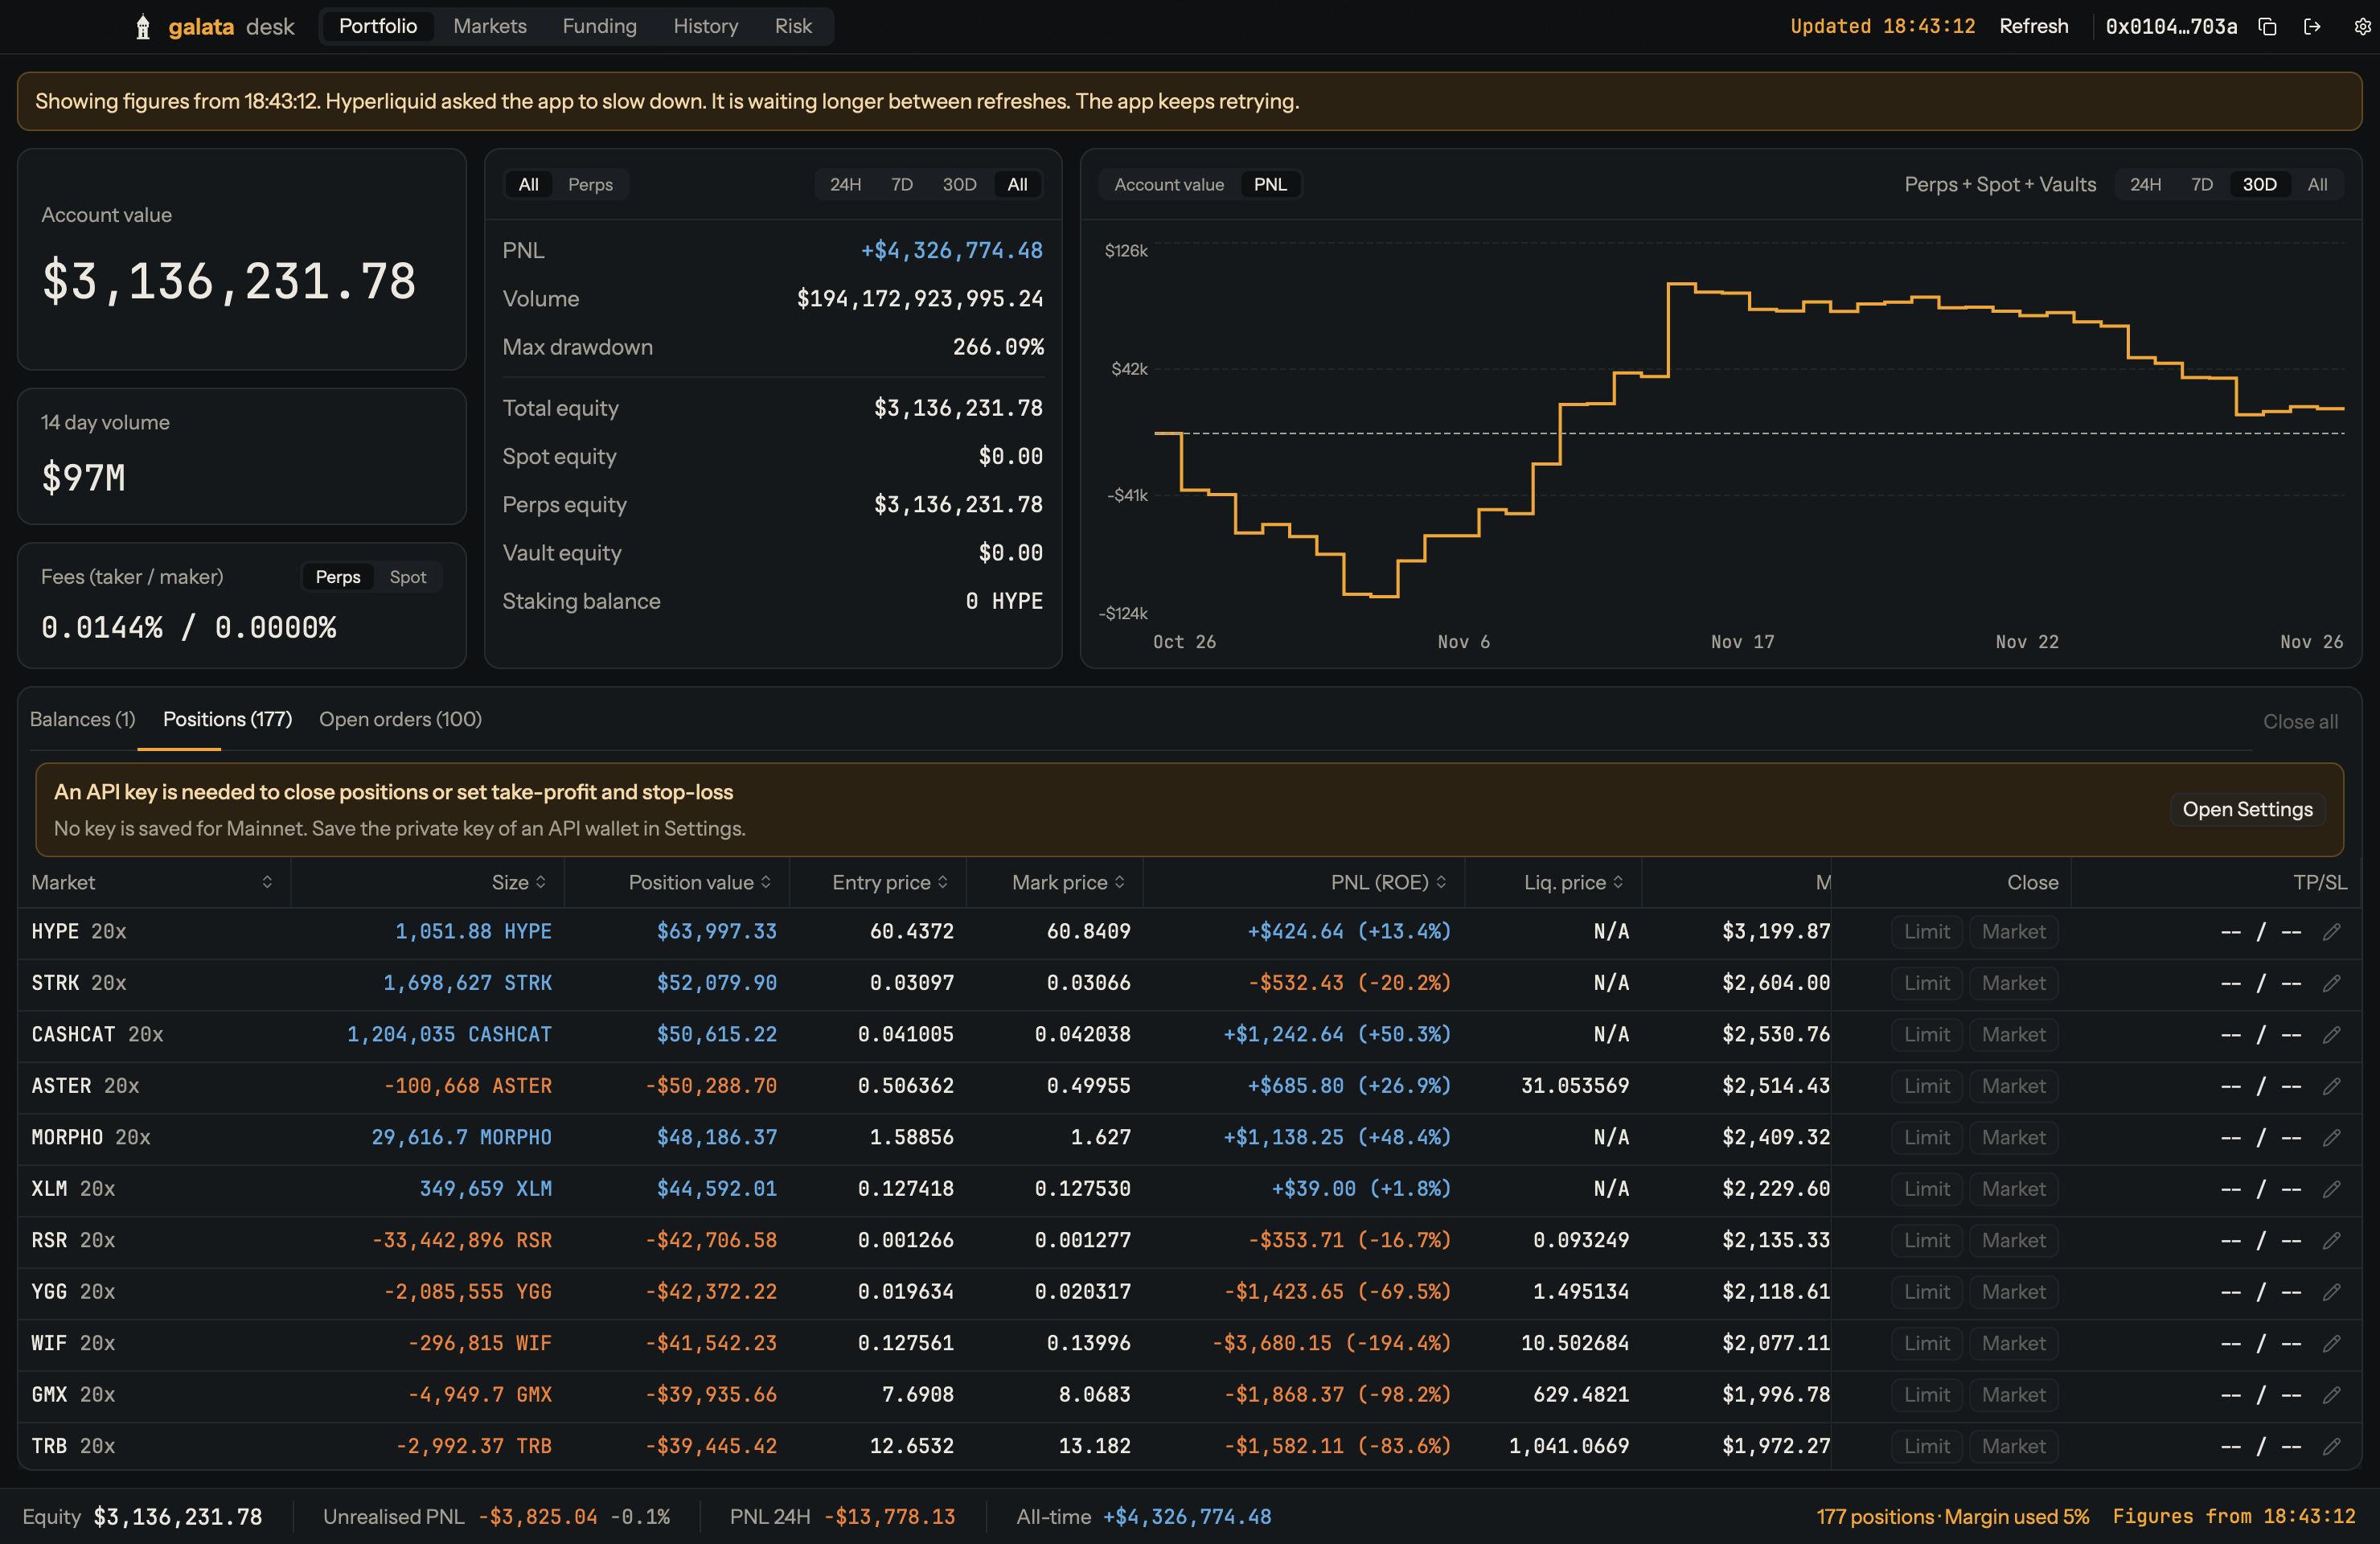 galata desk Portfolio Markets Funding History Risk Updated 18:43:12 Refresh 0x0104…703a
Showing figures from 18:43:12. Hyperliquid asked the app to slow down. It is waiting longer between refreshes. The app keeps retrying.
Account value
$3,136,231.78
14 day volume
$97M
Fees (taker / maker) Perps Spot
0.0144% / 0.0000%
All Perps 24H 7D 30D All
PNL +$4,326,774.48
Volume $194,172,923,995.24
Max drawdown 266.09%
Total equity $3,136,231.78
Spot equity $0.00
Perps equity $3,136,231.78
Vault equity $0.00
Staking balance 0 HYPE
Account value PNL Perps + Spot + Vaults 24H 7D 30D All
$126k
$42k
-$41k
-$124k
Oct 26 Nov 6 Nov 17 Nov 22 Nov 26
Balances (1) Positions (177) Open orders (100) Close all
An API key is needed to close positions or set take-profit and stop-loss
No key is saved for Mainnet. Save the private key of an API wallet in Settings.
Open Settings
Market Size Position value Entry price Mark price PNL (ROE) Liq. price M Close TP/SL
HYPE 20x 1,051.88 HYPE $63,997.33 60.4372 60.8409 +$424.64 (+13.4%) N/A $3,199.87 Limit Market -- / --
STRK 20x 1,698,627 STRK $52,079.90 0.03097 0.03066 -$532.43 (-20.2%) N/A $2,604.00 Limit Market -- / --
CASHCAT 20x 1,204,035 CASHCAT $50,615.22 0.041005 0.042038 +$1,242.64 (+50.3%) N/A $2,530.76 Limit Market -- / --
ASTER 20x -100,668 ASTER -$50,288.70 0.506362 0.49955 +$685.80 (+26.9%) 31.053569 $2,514.43 Limit Market -- / --
MORPHO 20x 29,616.7 MORPHO $48,186.37 1.58856 1.627 +$1,138.25 (+48.4%) N/A $2,409.32 Limit Market -- / --
XLM 20x 349,659 XLM $44,592.01 0.127418 0.127530 +$39.00 (+1.8%) N/A $2,229.60 Limit Market -- / --
RSR 20x -33,442,896 RSR -$42,706.58 0.001266 0.001277 -$353.71 (-16.7%) 0.093249 $2,135.33 Limit Market -- / --
YGG 20x -2,085,555 YGG -$42,372.22 0.019634 0.020317 -$1,423.65 (-69.5%) 1.495134 $2,118.61 Limit Market -- / --
WIF 20x -296,815 WIF -$41,542.23 0.127561 0.13996 -$3,680.15 (-194.4%) 10.502684 $2,077.11 Limit Market -- / --
GMX 20x -4,949.7 GMX -$39,935.66 7.6908 8.0683 -$1,868.37 (-98.2%) 629.4821 $1,996.78 Limit Market -- / --
TRB 20x -2,992.37 TRB -$39,445.42 12.6532 13.182 -$1,582.11 (-83.6%) 1,041.0669 $1,972.27 Limit Market -- / --
Equity $3,136,231.78 Unrealised PNL -$3,825.04 -0.1% PNL 24H -$13,778.13 All-time +$4,326,774.48 177 positions · Margin used 5% Figures from 18:43:12